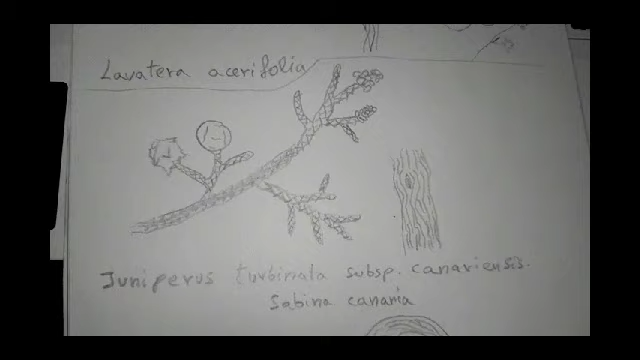 Lavatera acerifolia
Juniperus turbinata subsp. canariensis.
Sabina canaria